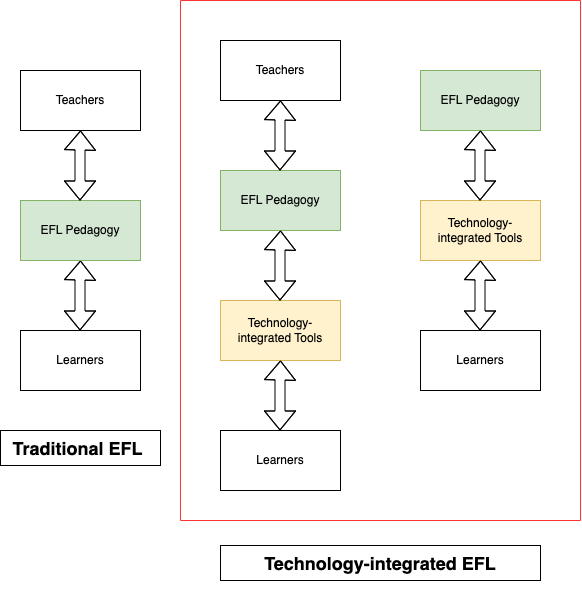 Teachers
EFL Pedagogy
Learners
Traditional EFL
Teachers
EFL Pedagogy
Technology-
integrated Tools
Learners
EFL Pedagogy
Technology-
integrated Tools
Learners
Technology-integrated EFL